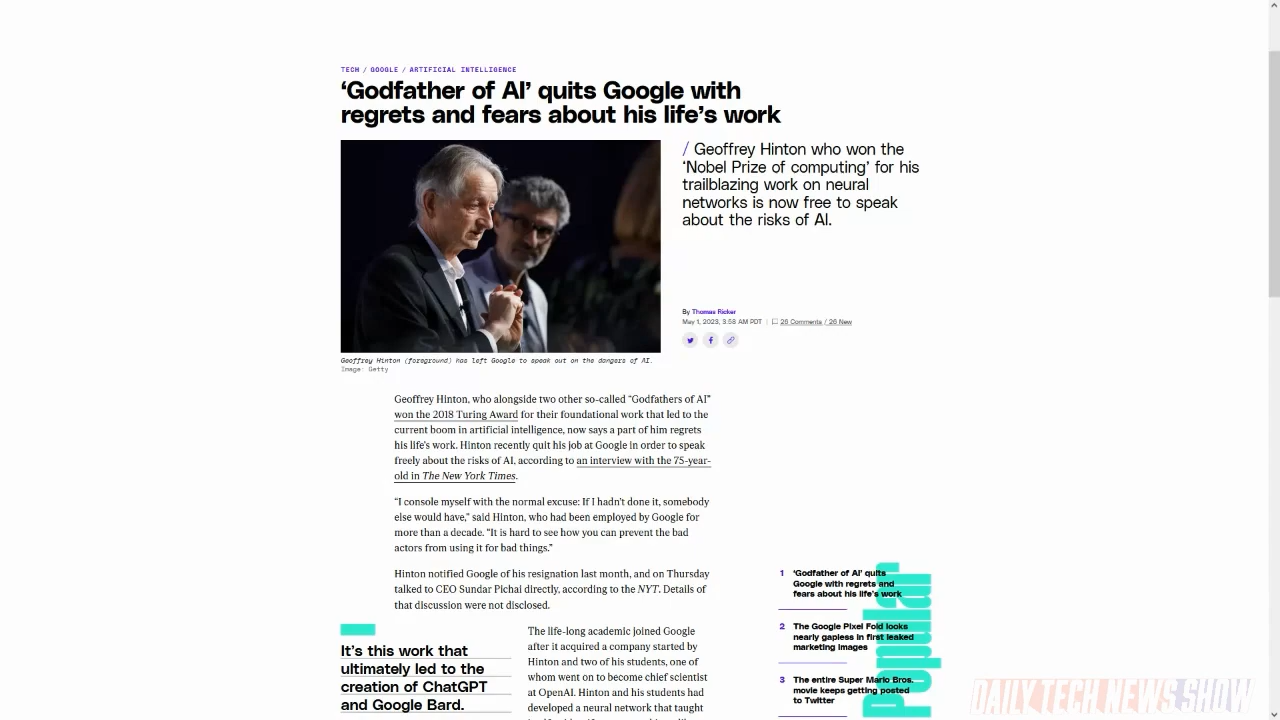 TECH / GOOGLE / ARTIFICIAL INTELLIGENCE
‘Godfather of AI’ quits Google with
regrets and fears about his life’s work
/ Geoffrey Hinton who won the
‘Nobel Prize of computing’ for his
trailblazing work on neural
networks is now free to speak
about the risks of AI.
By Thomas Ricker
May 1, 2023, 3:58 AM PDT | 26 Comments / 26 New
Geoffrey Hinton (foreground) has left Google to speak out on the dangers of AI.
Image: Getty
Geoffrey Hinton, who alongside two other so-called “Godfathers of AI”
won the 2018 Turing Award for their foundational work that led to the
current boom in artificial intelligence, now says a part of him regrets
his life’s work. Hinton recently quit his job at Google in order to speak
freely about the risks of AI, according to an interview with the 75-year-
old in The New York Times.
“I console myself with the normal excuse: If I hadn’t done it, somebody
else would have,” said Hinton, who had been employed by Google for
more than a decade. “It is hard to see how you can prevent the bad
actors from using it for bad things.”
Hinton notified Google of his resignation last month, and on Thursday
talked to CEO Sundar Pichai directly, according to the NYT. Details of
that discussion were not disclosed.
It’s this work that
ultimately led to the
creation of ChatGPT
and Google Bard.
The life-long academic joined Google
after it acquired a company started by
Hinton and two of his students, one of
whom went on to become chief scientist
at OpenAI. Hinton and his students had
developed a neural network that taught
Popular
1 ‘Godfather of AI’ quits
Google with regrets and
fears about his life’s work
2 The Google Pixel Fold looks
nearly gapless in first leaked
marketing images
3 The entire Super Mario Bros.
movie keeps getting posted
to Twitter
DAILY TECH NEWS SHOW